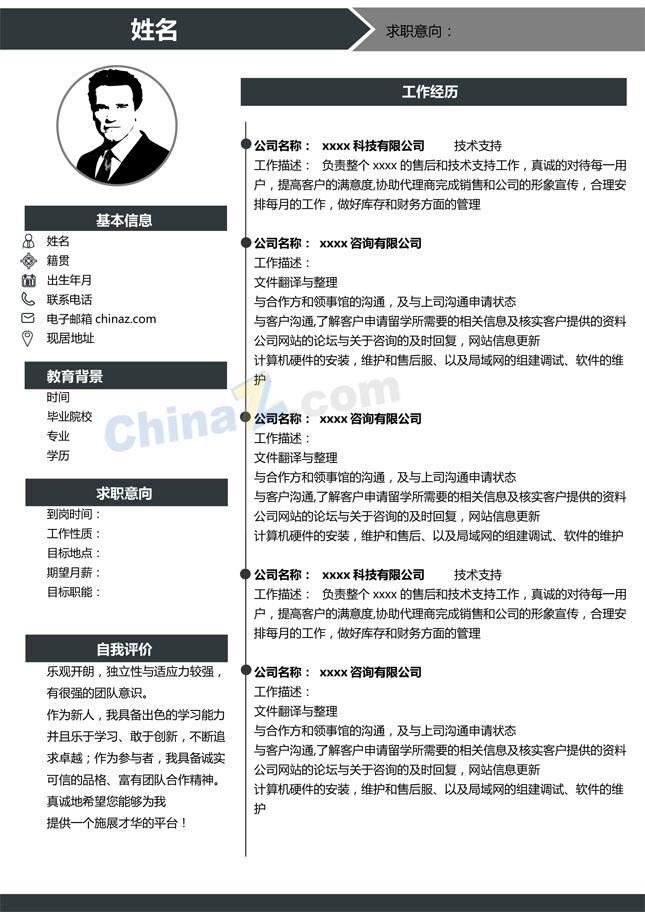 姓名
求职意向：
基本信息
姓名
籍贯
出生年月
联系电话
电子邮箱 chinaz.com
现居地址
教育背景
时间
毕业院校
专业
学历
求职意向
到岗时间：
工作性质：
目标地点：
期望月薪：
目标职能：
自我评价
乐观开朗，独立性与适应力较强，
有很强的团队意识。
作为新人，我具备出色的学习能力
并且乐于学习、敢于创新，不断追
求卓越；作为参与者，我具备诚实
可信的品格、富有团队合作精神。
真诚地希望您能够为我
提供一个施展才华的平台！
工作经历
公司名称： xxxx 科技有限公司 技术支持
工作描述： 负责整个 xxxx 的售后和技术支持工作，真诚的对待每一用
户，提高客户的满意度,协助代理商完成销售和公司的形象宣传，合理安
排每月的工作，做好库存和财务方面的管理
公司名称： xxxx 咨询有限公司
工作描述：
文件翻译与整理
与合作方和领事馆的沟通，及与上司沟通申请状态
与客户沟通,了解客户申请留学所需要的相关信息及核实客户提供的资料
公司网站的论坛与关于咨询的及时回复，网站信息更新
计算机硬件的安装，维护和售后服、以及局域网的组建调试、软件的维
护
公司名称： xxxx 咨询有限公司
工作描述：
文件翻译与整理
与合作方和领事馆的沟通，及与上司沟通申请状态
与客户沟通,了解客户申请留学所需要的相关信息及核实客户提供的资料
公司网站的论坛与关于咨询的及时回复，网站信息更新
计算机硬件的安装，维护和售后、以及局域网的组建调试、软件的维护
公司名称： xxxx 科技有限公司 技术支持
工作描述： 负责整个 xxxx 的售后和技术支持工作，真诚的对待每一用
户，提高客户的满意度,协助代理商完成销售和公司的形象宣传，合理安
排每月的工作，做好库存和财务方面的管理
公司名称： xxxx 咨询有限公司
工作描述：
文件翻译与整理
与合作方和领事馆的沟通，及与上司沟通申请状态
与客户沟通,了解客户申请留学所需要的相关信息及核实客户提供的资料
公司网站的论坛与关于咨询的及时回复，网站信息更新
计算机硬件的安装，维护和售后服、以及局域网的组建调试、软件的维
护
ChinaZ.com